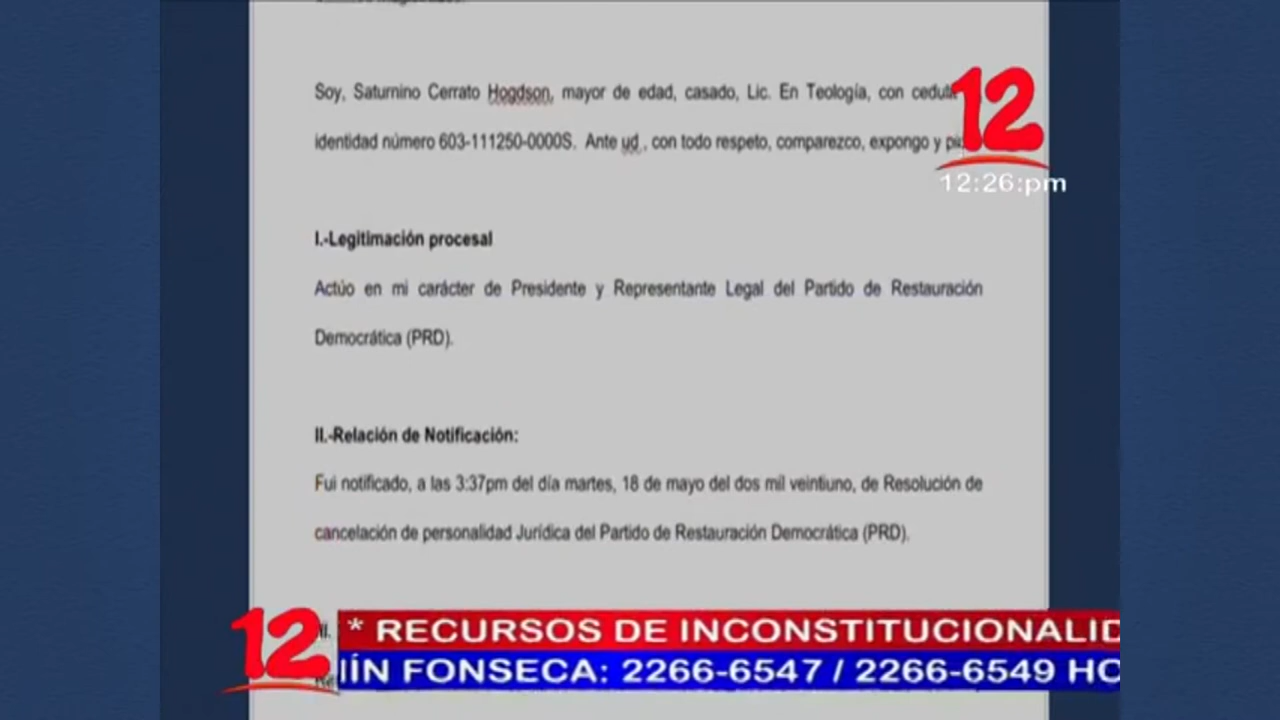 Soy, Saturnino Cerrato Hogdson, mayor de edad, casado, Lic. En Teología, con cedula
identidad número 603-111250-0000S. Ante ud , con todo respeto, comparezco, expongo y
12
12:26:pm
I.-Legitimación procesal
Actúo en mi carácter de Presidente y Representante Legal del Partido de Restauración
Democrática (PRD).
II.-Relación de Notificación:
Fui notificado, a las 3:37pm del día martes, 18 de mayo del dos mil veintiuno, de Resolución de
cancelación de personalidad Jurídica del Partido de Restauración Democrática (PRD).
12
* RECURSOS DE INCONSTITUCIONALID
FONSECA: 2266-6547 / 2266-6549 HO